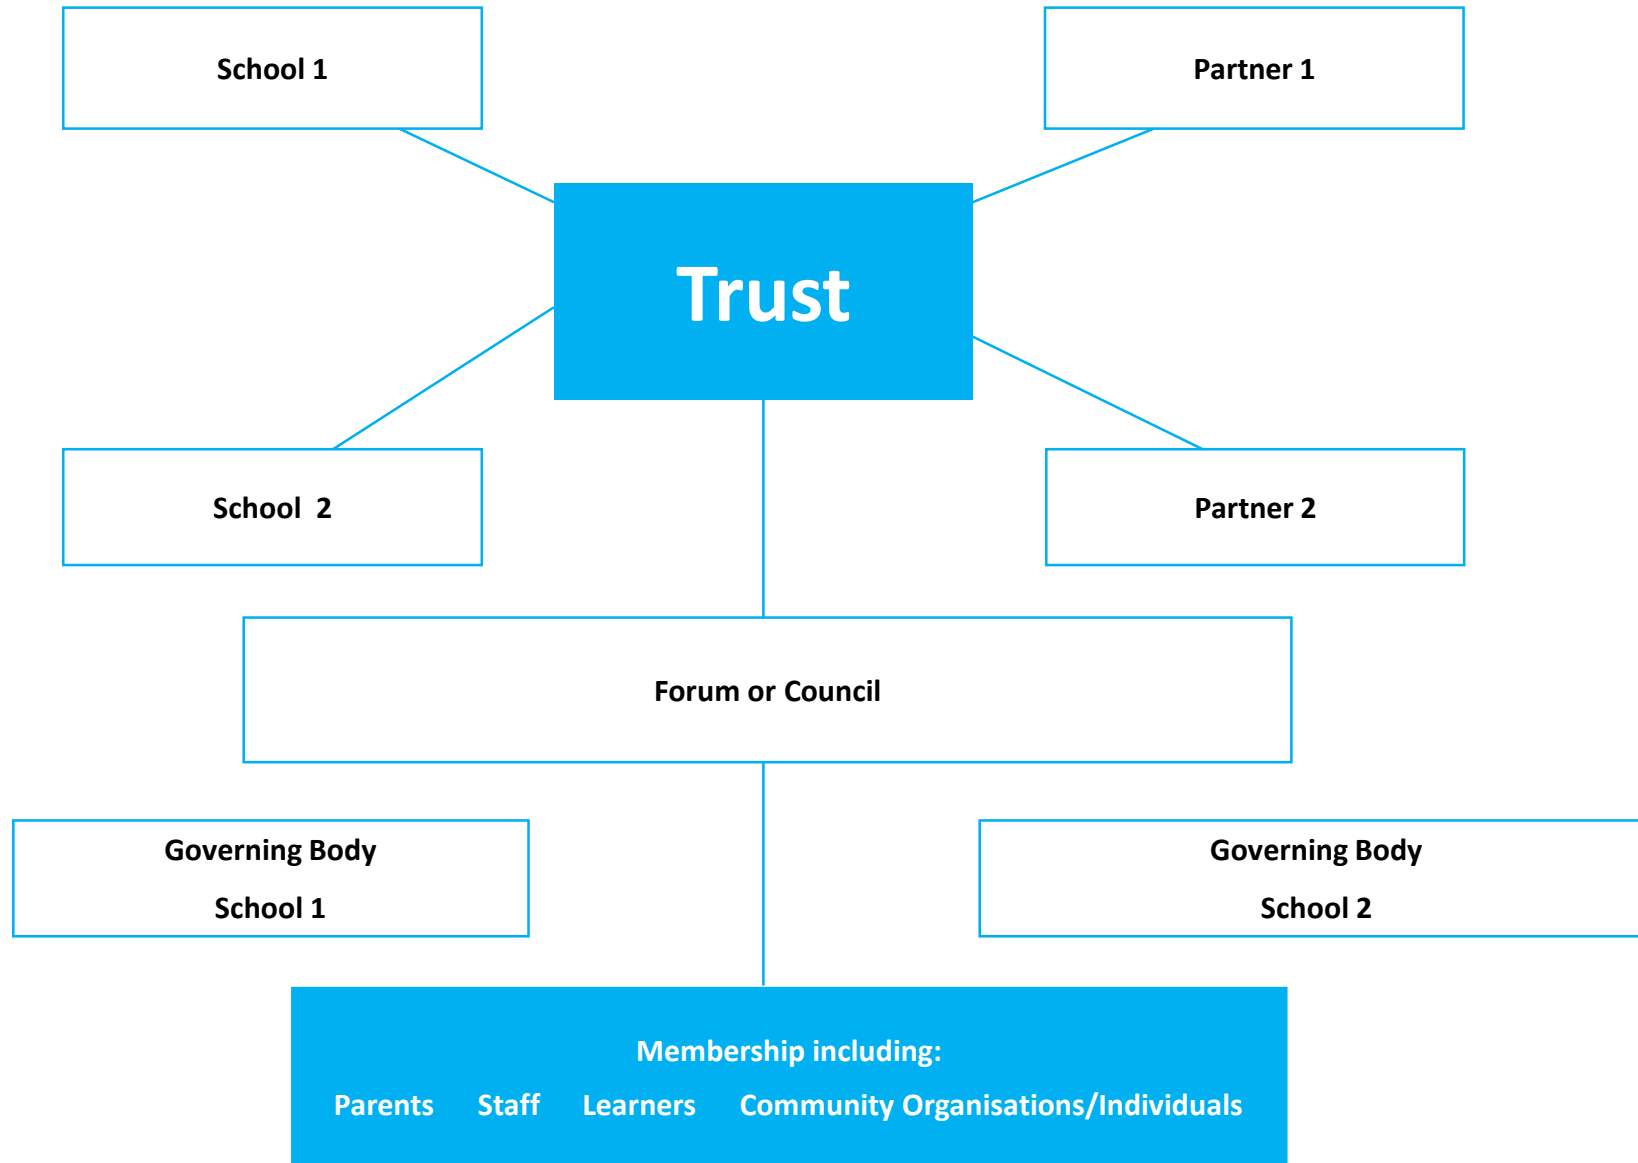 School 1
Partner 1
Trust
School  2
Partner 2
Forum or Council
Governing Body
School 1
Governing Body
School 2
Membership including:
Parents Staff Learners Community Organisations/Individuals